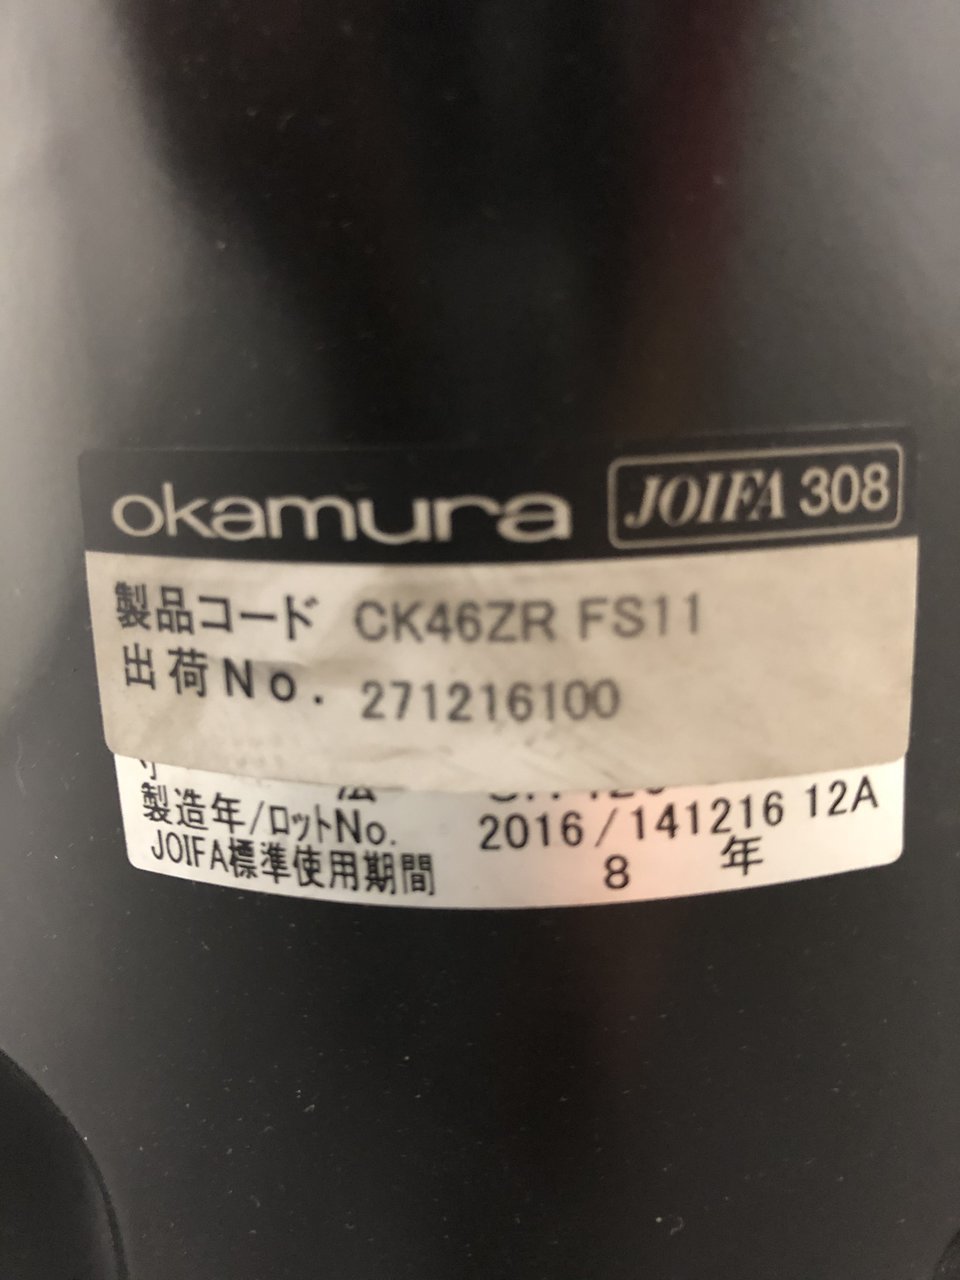 okamura JOIFA 308
製品コード CK46ZR FS11
出荷No. 271216100
寸 法
製造年/ロットNo. 2016/141216 12A
JOIFA標準使用期間 8 年